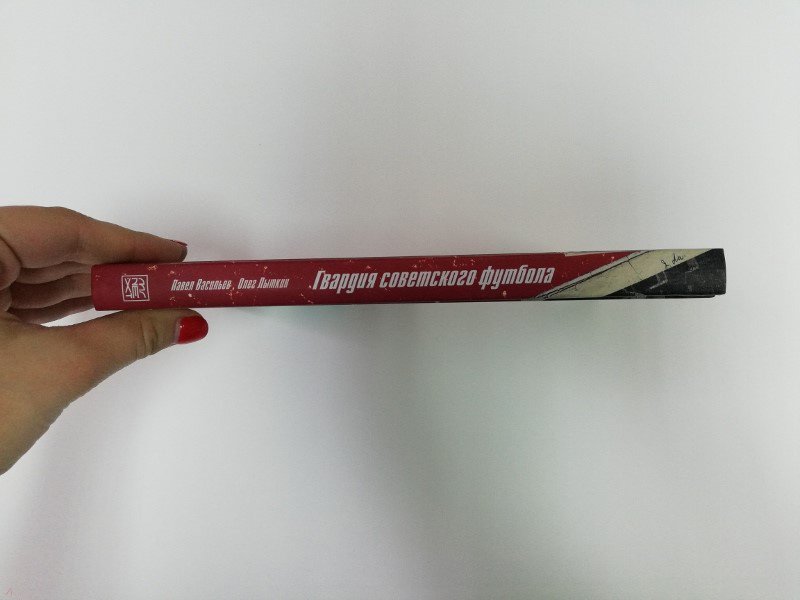 Павел Васильев, Олег Лыткин Гвардия советского футбола